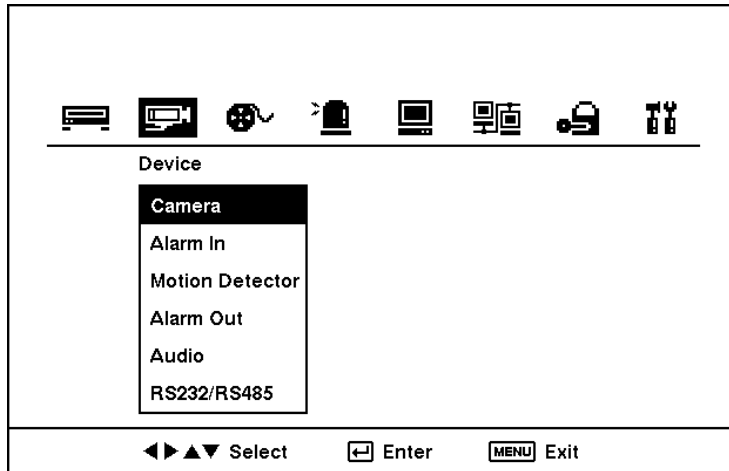 Device
Camera
Alarm In
Motion Detector
Alarm Out
Audio
RS232/RS485
◀▶▲▼ Select ↵ Enter MENU Exit